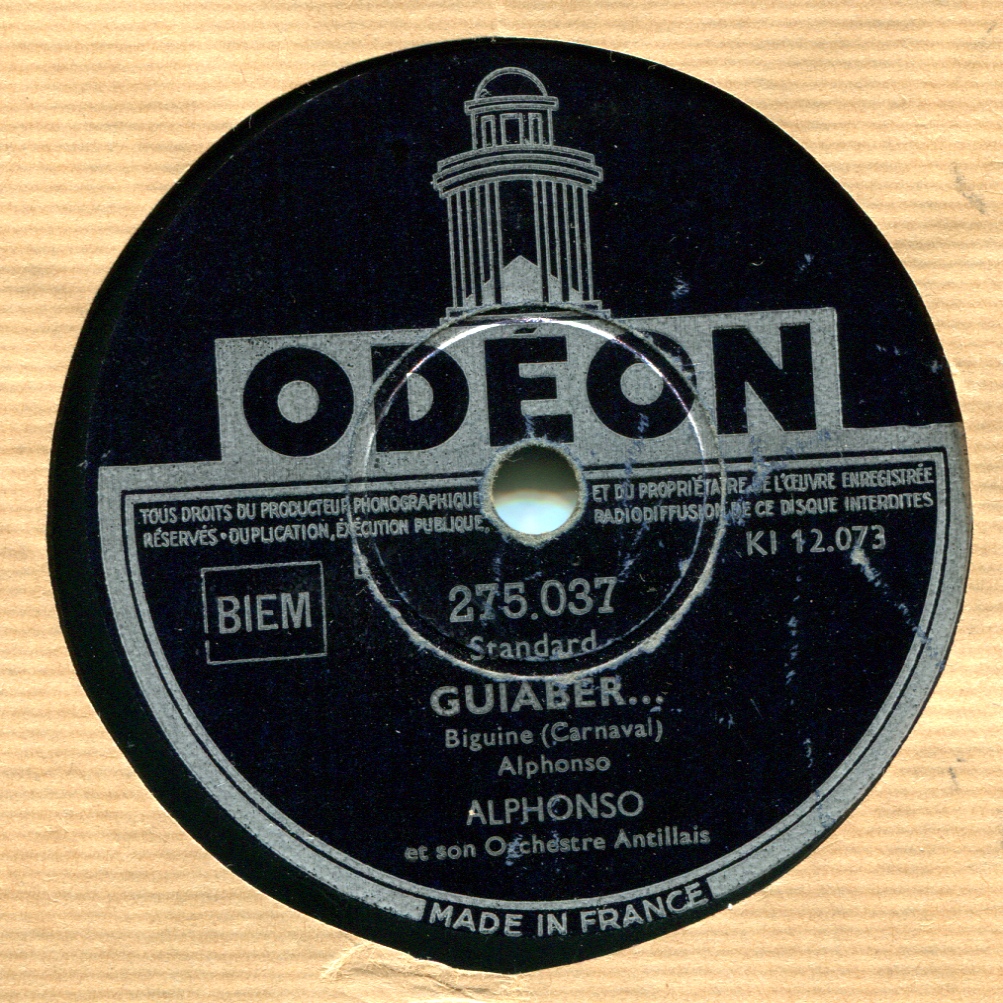 ODÉON
TOUS DROITS DU PRODUCTEUR PHONOGRAPHIQUE ET DU PROPRIÉTAIRE DE L'ŒUVRE ENREGISTRÉE
RÉSERVÉS • DUPLICATION, EXÉCUTION PUBLIQUE, RADIODIFFUSION DE CE DISQUE INTERDITES
KI 12.073
BIEM
275.037
Standard
GUIABER...
Biguine (Carnaval)
Alphonso
ALPHONSO
et son Orchestre Antillais
MADE IN FRANCE